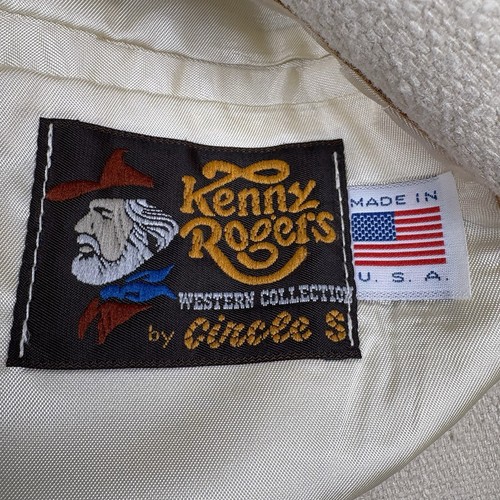 Kenny
Rogers
WESTERN COLLECTION
by Circle S
MADE IN
U. S. A.